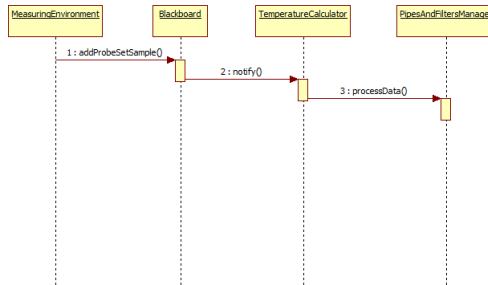 MeasuringEnvironment
Blackboard
TemperatureCalculator
PipesAndFiltersManage
1 : addProbeSetSample()
2 : notify()
3 : processData()